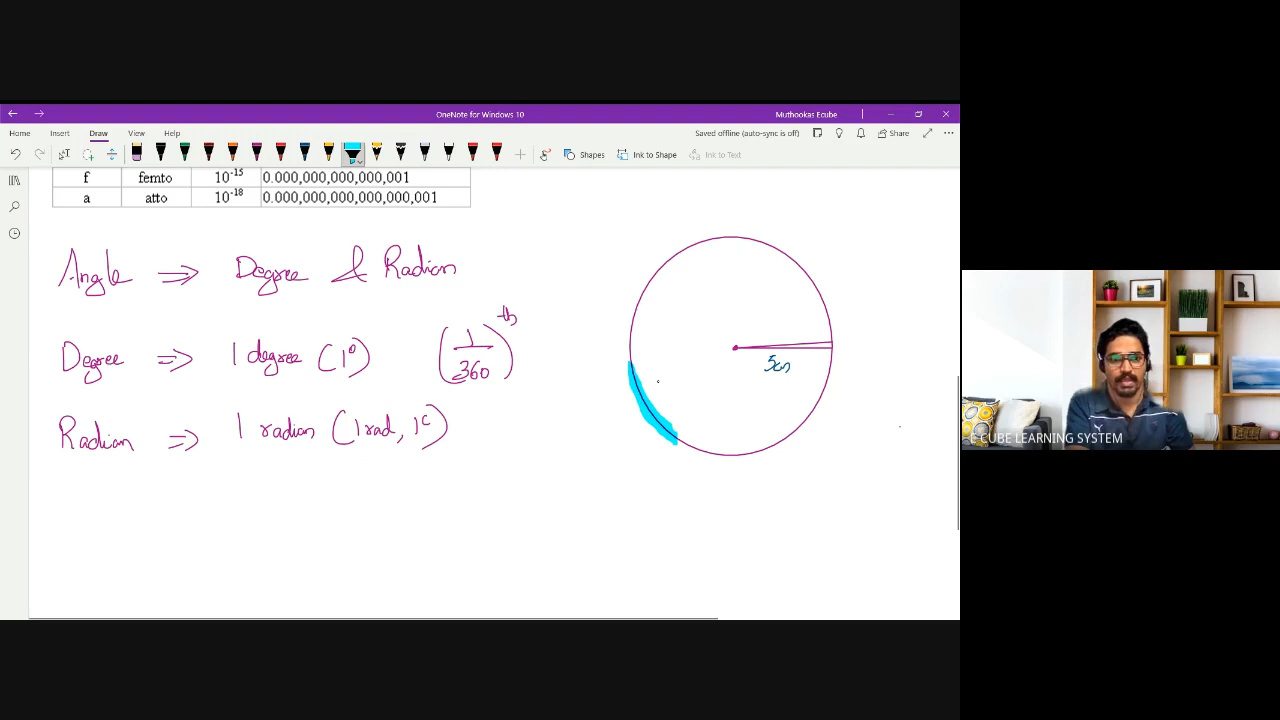 OneNote for Windows 10
Muthookas Ecube
Home Insert Draw View Help
Saved offline (auto-sync is off) Share
Shapes Ink to Shape Ink to Text
f femto 10-15 0.000,000,000,000,001
a atto 10-18 0.000,000,000,000,000,001
Angle ⇒ Degree & Radian
Degree ⇒ 1 degree (1°) (1/360)th
Radian ⇒ 1 radian (1 rad, 1c)
5cm
E CUBE LEARNING SYSTEM